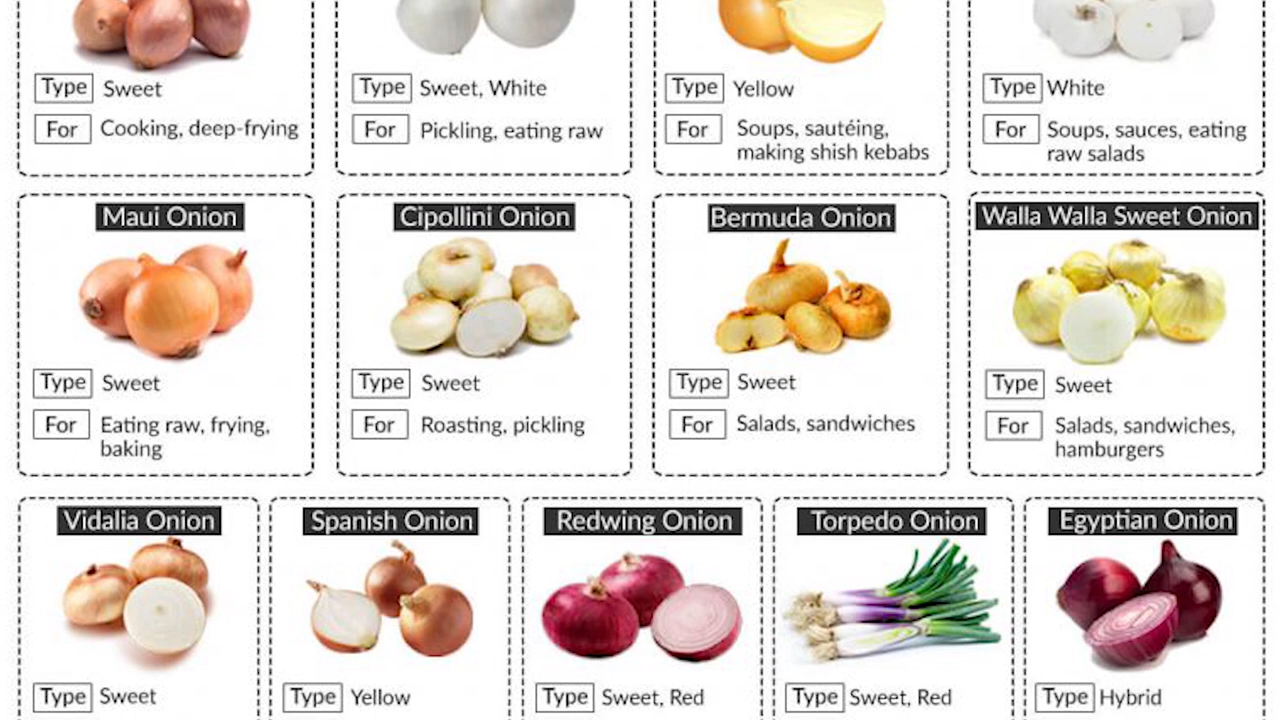 Type Sweet
For Cooking, deep-frying
Type Sweet, White
For Pickling, eating raw
Type Yellow
For Soups, sautéing,
making shish kebabs
Type White
For Soups, sauces, eating
raw salads
Maui Onion
Type Sweet
For Eating raw, frying,
baking
Cipollini Onion
Type Sweet
For Roasting, pickling
Bermuda Onion
Type Sweet
For Salads, sandwiches
Walla Walla Sweet Onion
Type Sweet
For Salads, sandwiches,
hamburgers
Vidalia Onion
Type Sweet
Spanish Onion
Type Yellow
Redwing Onion
Type Sweet, Red
Torpedo Onion
Type Sweet, Red
Egyptian Onion
Type Hybrid